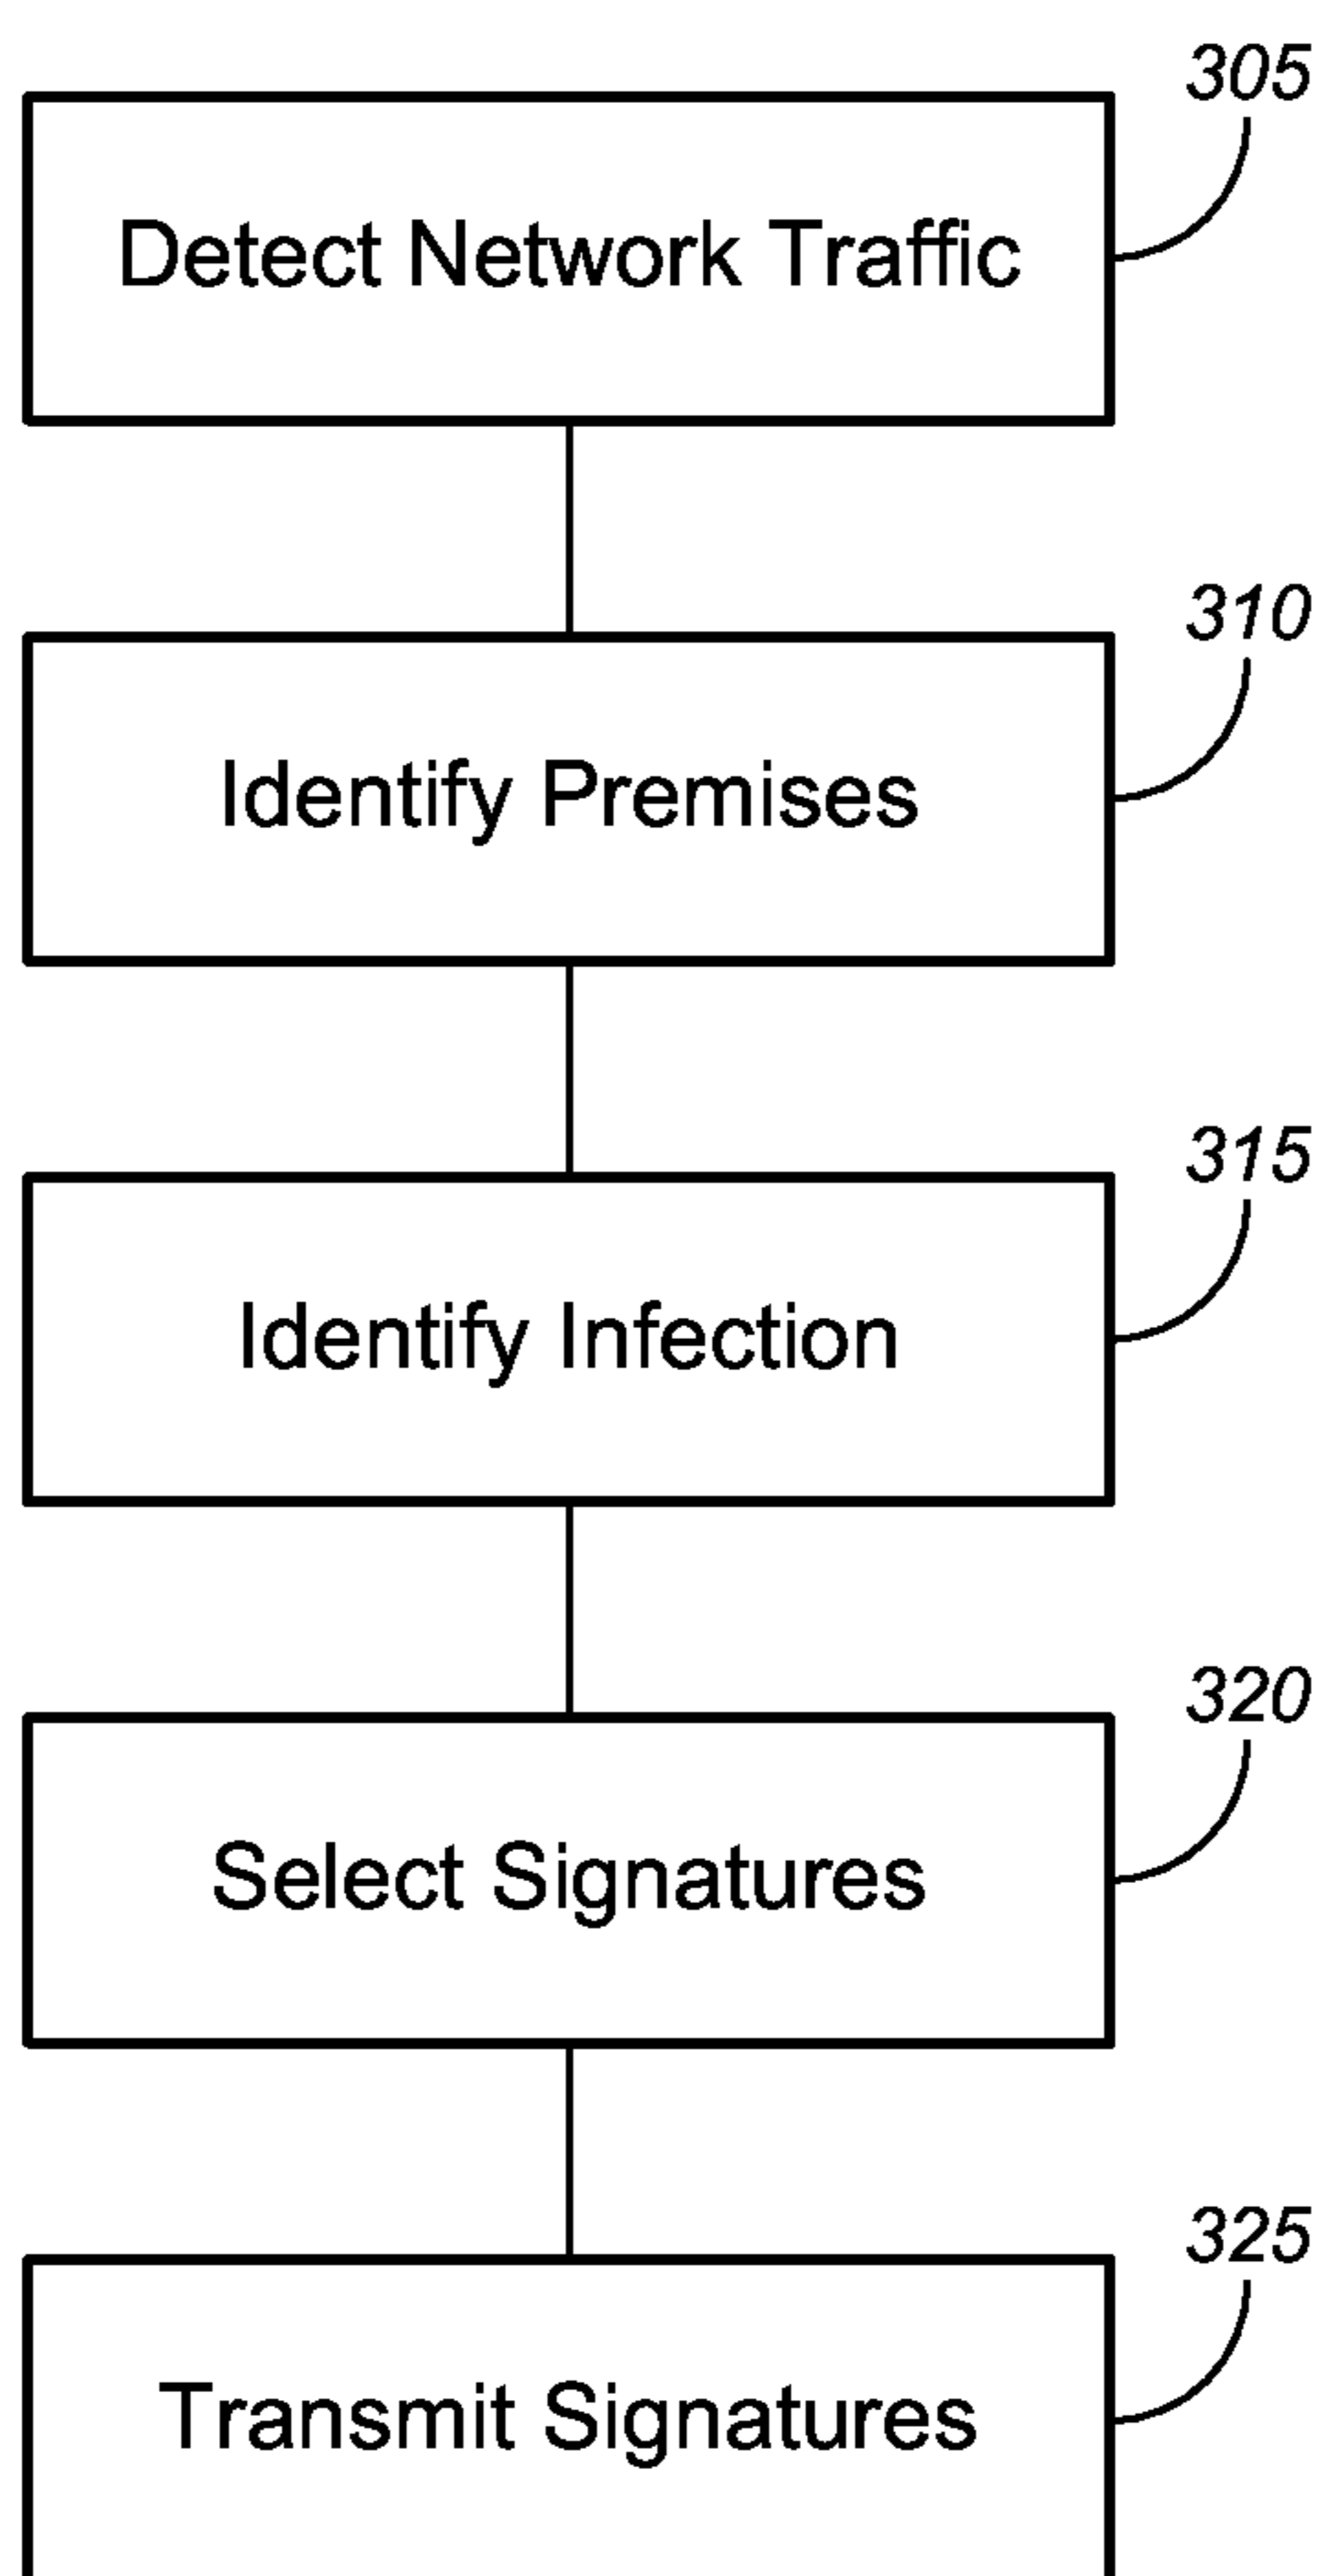 305
Detect Network Traffic
310
Identify Premises
315
Identify Infection
320
Select Signatures
325
Transmit Signatures